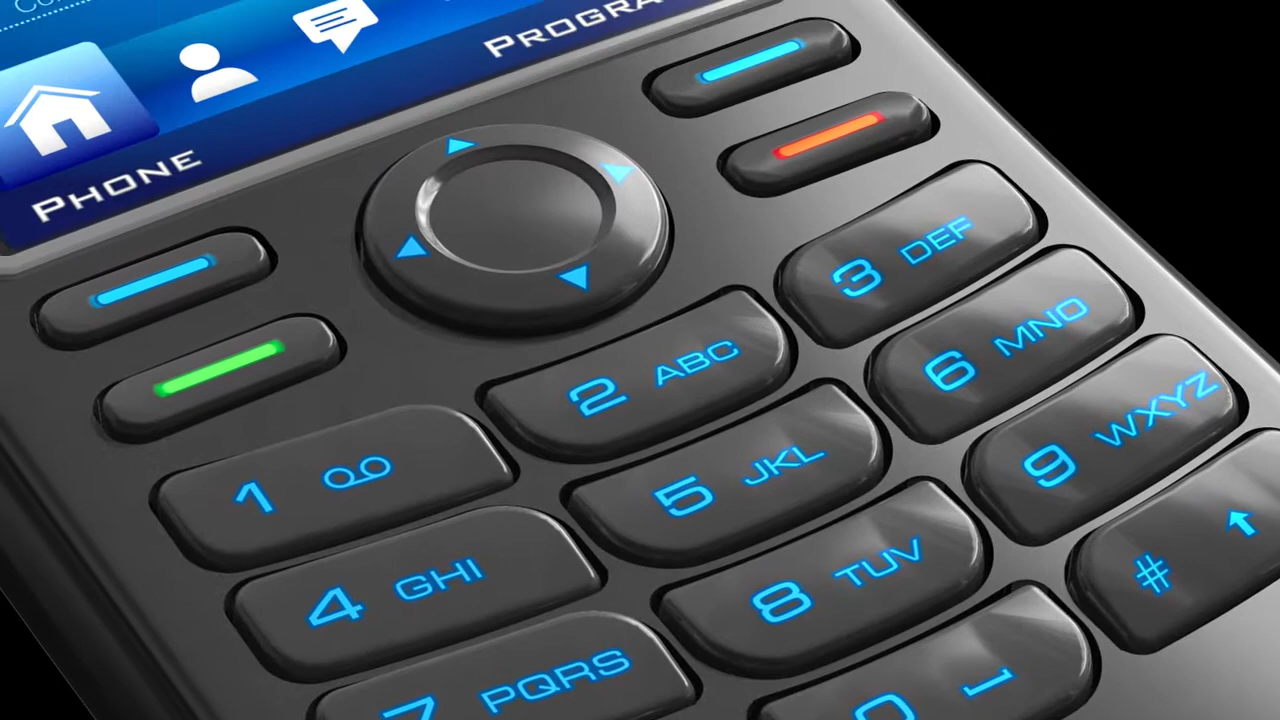 PHONE
PROGRA
1
2 ABC
3 DEF
4 GHI
5 JKL
6 MNO
7 PQRS
8 TUV
9 WXYZ
0
#